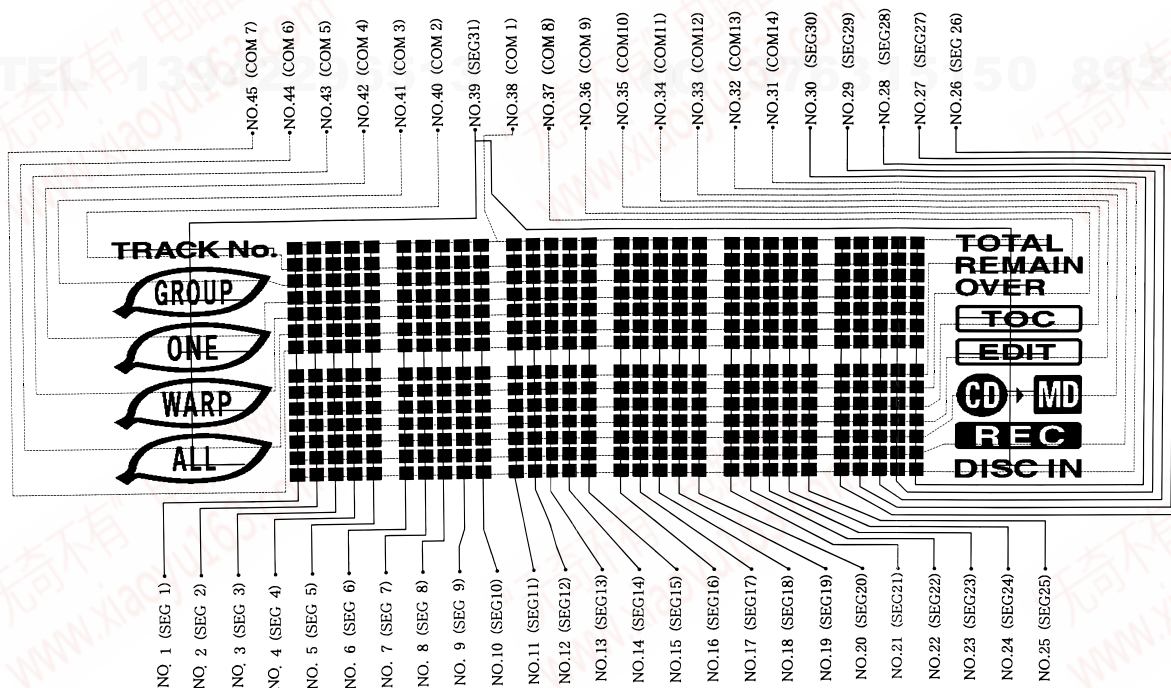 NO.45 (COM 7)
NO.44 (COM 6)
NO.43 (COM 5)
NO.42 (COM 4)
NO.41 (COM 3)
NO.40 (COM 2)
NO.39 (SEG31)
NO.38 (COM 1)
NO.37 (COM 8)
NO.36 (COM 9)
NO.35 (COM10)
NO.34 (COM11)
NO.33 (COM12)
NO.32 (COM13)
NO.31 (COM14)
NO.30 (SEG30)
NO.29 (SEG29)
NO.28 (SEG28)
NO.27 (SEG27)
NO.26 (SEG 26)
TRACK No.
GROUP
ONE
WARP
ALL
TOTAL
REMAIN
OVER
TOC
EDIT
CD MD
REC
DISC IN
NO. 1 (SEG 1)
NO. 2 (SEG 2)
NO. 3 (SEG 3)
NO. 4 (SEG 4)
NO. 5 (SEG 5)
NO. 6 (SEG 6)
NO. 7 (SEG 7)
NO. 8 (SEG 8)
NO. 9 (SEG 9)
NO.10 (SEG10)
NO.11 (SEG11)
NO.12 (SEG12)
NO.13 (SEG13)
NO.14 (SEG14)
NO.15 (SEG15)
NO.16 (SEG16)
NO.17 (SEG17)
NO.18 (SEG18)
NO.19 (SEG19)
NO.20 (SEG20)
NO.21 (SEG21)
NO.22 (SEG22)
NO.23 (SEG23)
NO.24 (SEG24)
NO.25 (SEG25)
TEL
"无奇不有"
www.xiaoyu163.com